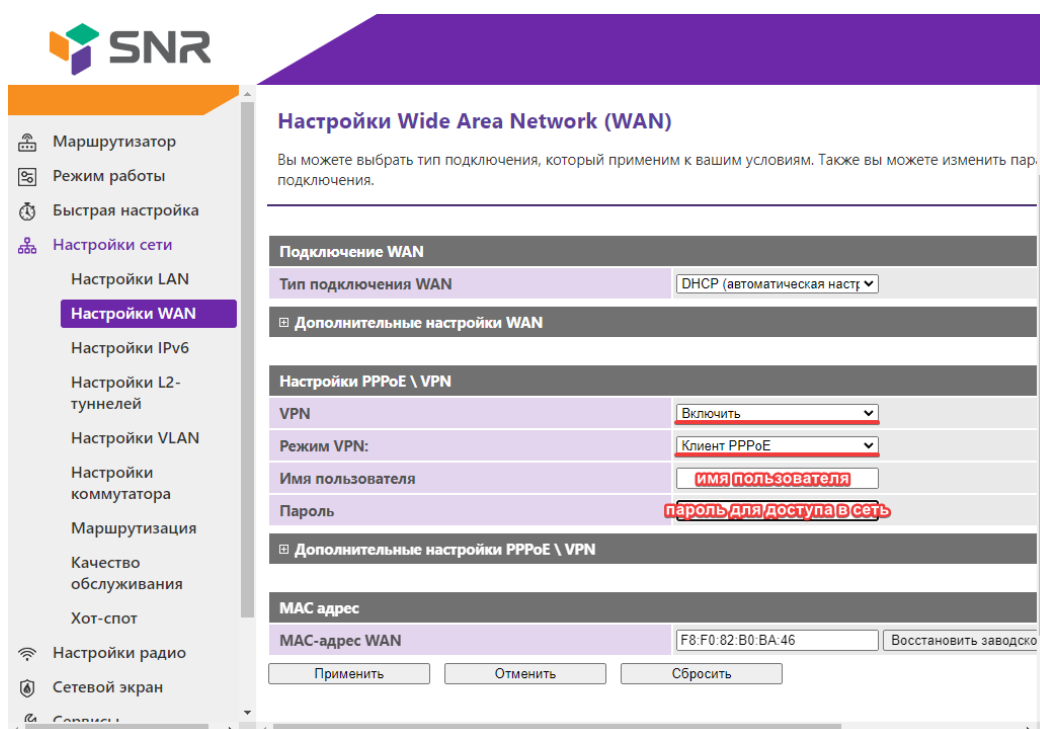 SNR
Маршрутизатор
Режим работы
Быстрая настройка
Настройки сети
Настройки LAN
Настройки WAN
Настройки IPv6
Настройки L2-
туннелей
Настройки VLAN
Настройки
коммутатора
Маршрутизация
Качество
обслуживания
Хот-спот
Настройки радио
Сетевой экран
Сервисы
Настройки Wide Area Network (WAN)
Вы можете выбрать тип подключения, который применим к вашим условиям. Также вы можете изменить пар
подключения.
Подключение WAN
Тип подключения WAN DHCP (автоматическая настр
Дополнительные настройки WAN
Настройки PPPoE \ VPN
VPN Включить
Режим VPN: Клиент PPPoE
Имя пользователя имя пользователя
Пароль пароль для доступа в сеть
Дополнительные настройки PPPoE \ VPN
MAC адрес
MAC-адрес WAN F8:F0:82:B0:BA:46 Восстановить заводско
Применить Отменить Сбросить